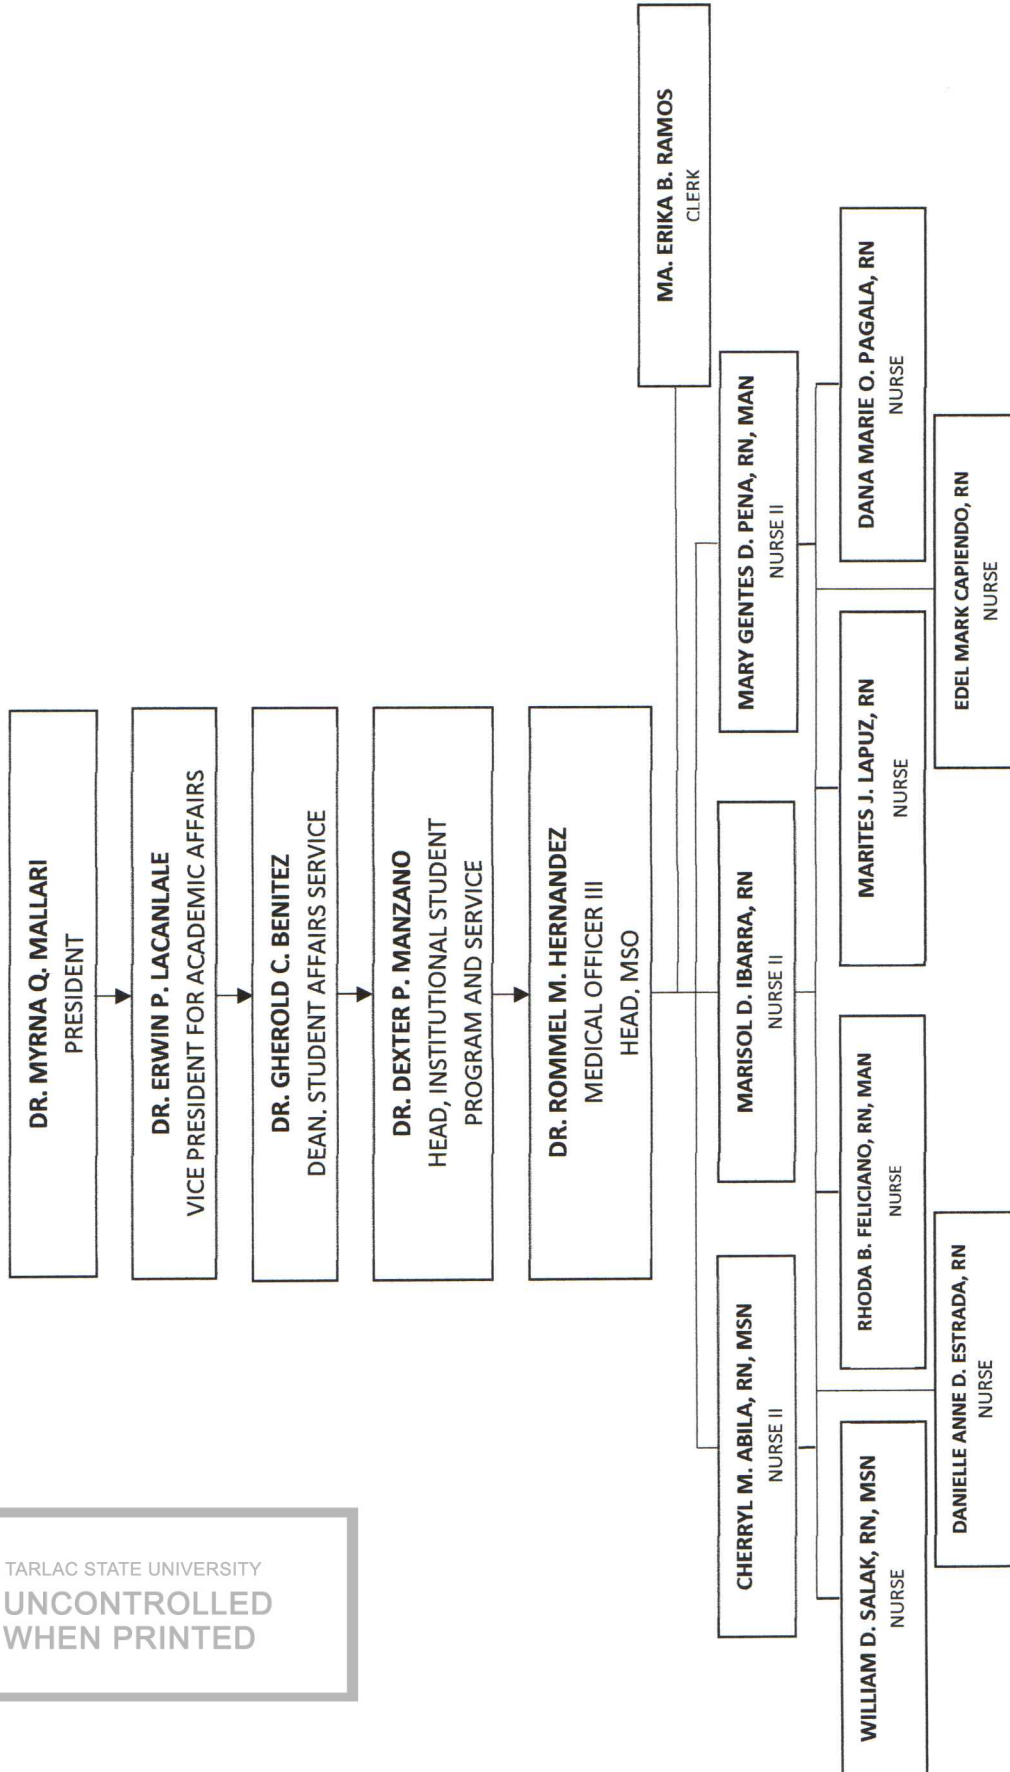 DR. MYRNA Q. MALLARI
PRESIDENT
DR. ERWIN P. LACANLALE
VICE PRESIDENT FOR ACADEMIC AFFAIRS
DR. GHEROLD C. BENITEZ
DEAN. STUDENT AFFAIRS SERVICE
DR. DEXTER P. MANZANO
HEAD, INSTITUTIONAL STUDENT
PROGRAM AND SERVICE
DR. ROMMEL M. HERNANDEZ
MEDICAL OFFICER III
HEAD, MSO
MA. ERIKA B. RAMOS
CLERK
CHERRYL M. ABILA, RN, MSN
NURSE II
MARISOL D. IBARRA, RN
NURSE II
MARY GENTES D. PENA, RN, MAN
NURSE II
WILLIAM D. SALAK, RN, MSN
NURSE
RHODA B. FELICIANO, RN, MAN
NURSE
MARITES J. LAPUZ, RN
NURSE
DANA MARIE O. PAGALA, RN
NURSE
DANIELLE ANNE D. ESTRADA, RN
NURSE
EDEL MARK CAPIENDO, RN
NURSE
TARLAC STATE UNIVERSITY
UNCONTROLLED
WHEN PRINTED